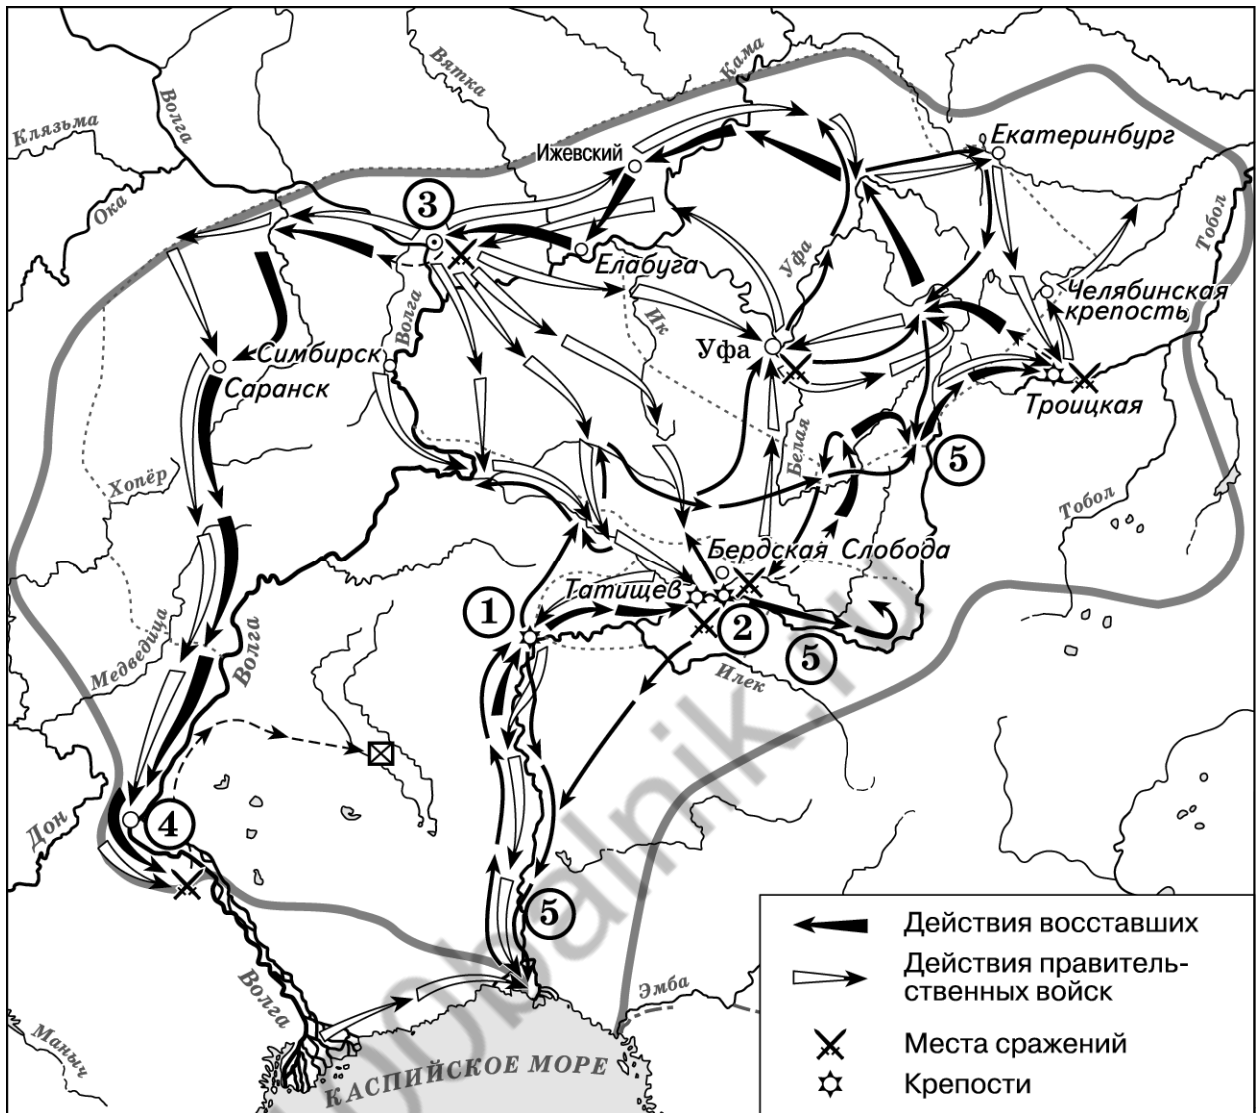 Кама
Вятка
Волга
Клязьма
Екатеринбург
Ижевский
Ока
3
Тобол
Уфа
Елабуга
Челябинская
крепость
Волга
Ик
Симбирск
Уфа
Саранск
Троицкая
Белая
5
Хопёр
Тобол
Бердская Слобода
Татищев
1
2
Медведица
Волга
5
Илек
4
Дон
5
Действия восставших
Действия правитель-
ственных войск
Волга
Эмба
Маныч
Места сражений
КАСПИЙСКОЕ МОРЕ
Крепости